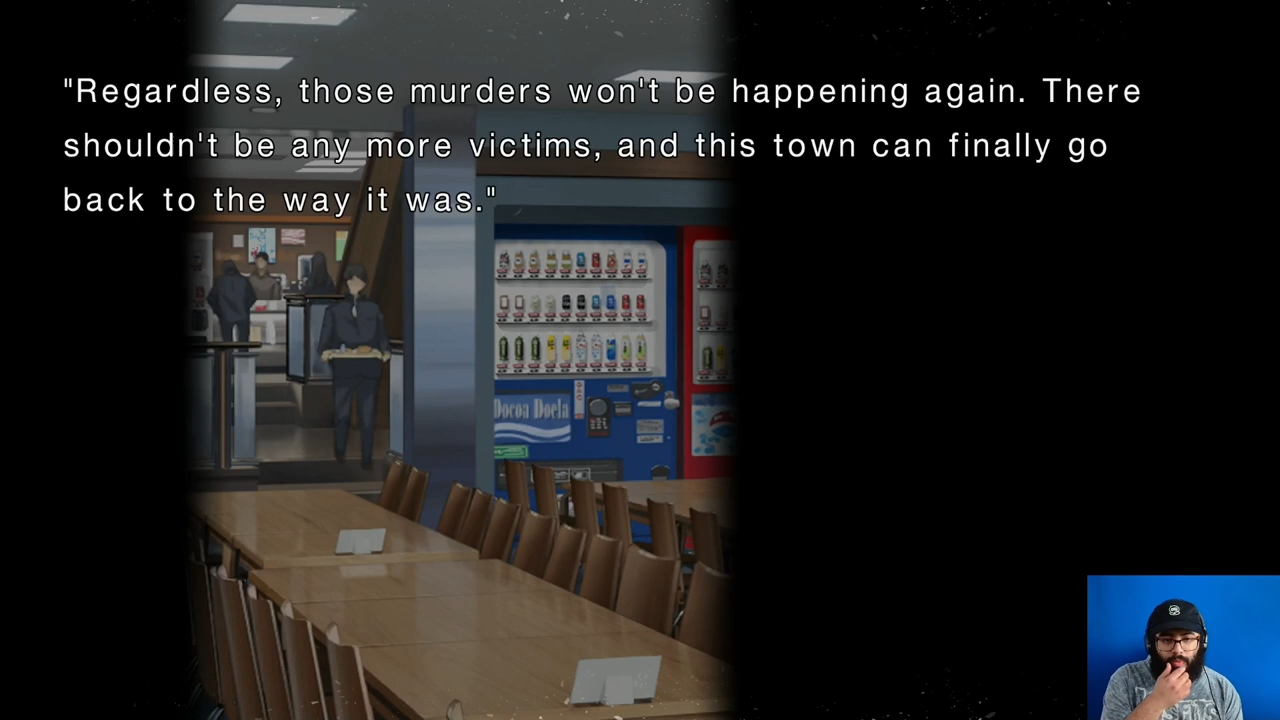 "Regardless, those murders won't be happening again. There
shouldn't be any more victims, and this town can finally go
back to the way it was."
Docoa Doela